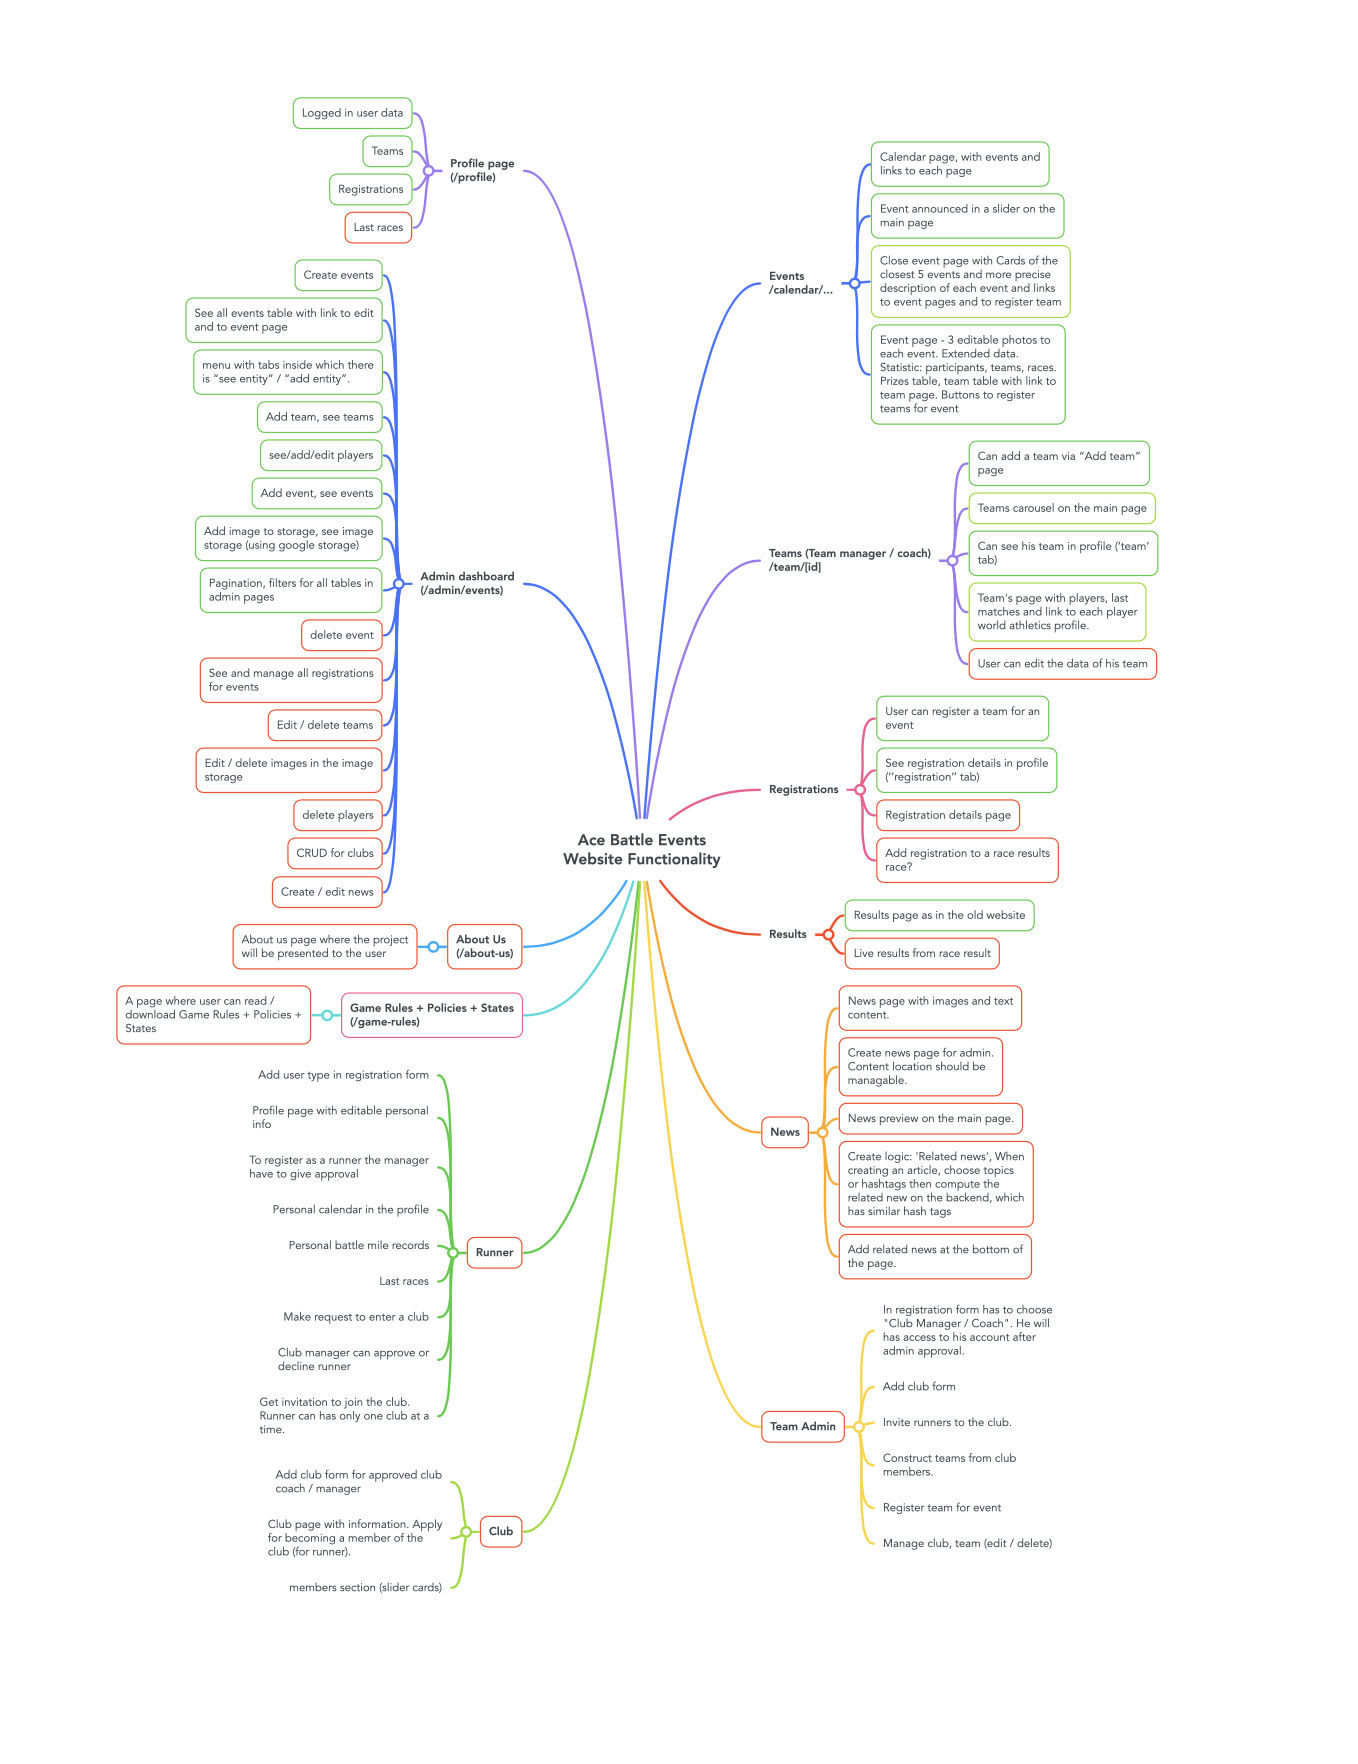 Ace Battle Events
Website Functionality
Profile page
(/profile)
Logged in user data
Teams
Registrations
Last races
Admin dashboard
(/admin/events)
Create events
See all events table with link to edit
and to event page
menu with tabs inside which there
is “see entity” / “add entity”.
Add team, see teams
see/add/edit players
Add event, see events
Add image to storage, see image
storage (using google storage)
Pagination, filters for all tables in
admin pages
delete event
See and manage all registrations
for events
Edit / delete teams
Edit / delete images in the image
storage
delete players
CRUD for clubs
Create / edit news
About Us
(/about-us)
About us page where the project
will be presented to the user
Game Rules + Policies + States
(/game-rules)
A page where user can read /
download Game Rules + Policies +
States
Runner
Add user type in registration form
Profile page with editable personal
info
To register as a runner the manager
have to give approval
Personal calendar in the profile
Personal battle mile records
Last races
Make request to enter a club
Club manager can approve or
decline runner
Get invitation to join the club.
Runner can has only one club at a
time.
Club
Add club form for approved club
coach / manager
Club page with information. Apply
for becoming a member of the
club (for runner).
members section (slider cards)
Events
/calendar/...
Calendar page, with events and
links to each page
Event announced in a slider on the
main page
Close event page with Cards of the
closest 5 events and more precise
description of each event and links
to event pages and to register team
Event page - 3 editable photos to
each event. Extended data.
Statistic: participants, teams, races.
Prizes table, team table with link to
team page. Buttons to register
teams for event
Teams (Team manager / coach)
/team/[id]
Can add a team via “Add team”
page
Teams carousel on the main page
Can see his team in profile (‘team’
tab)
Team's page with players, last
matches and link to each player
world athletics profile.
User can edit the data of his team
Registrations
User can register a team for an
event
See registration details in profile
(‘’registration’’ tab)
Registration details page
Add registration to a race results
race?
Results
Results page as in the old website
Live results from race result
News
News page with images and text
content.
Create news page for admin.
Content location should be
managable.
News preview on the main page.
Create logic: 'Related news', When
creating an article, choose topics
or hashtags then compute the
related new on the backend, which
has similar hash tags
Add related news at the bottom of
the page.
Team Admin
In registration form has to choose
"Club Manager / Coach". He will
has access to his account after
admin approval.
Add club form
Invite runners to the club.
Construct teams from club
members.
Register team for event
Manage club, team (edit / delete)